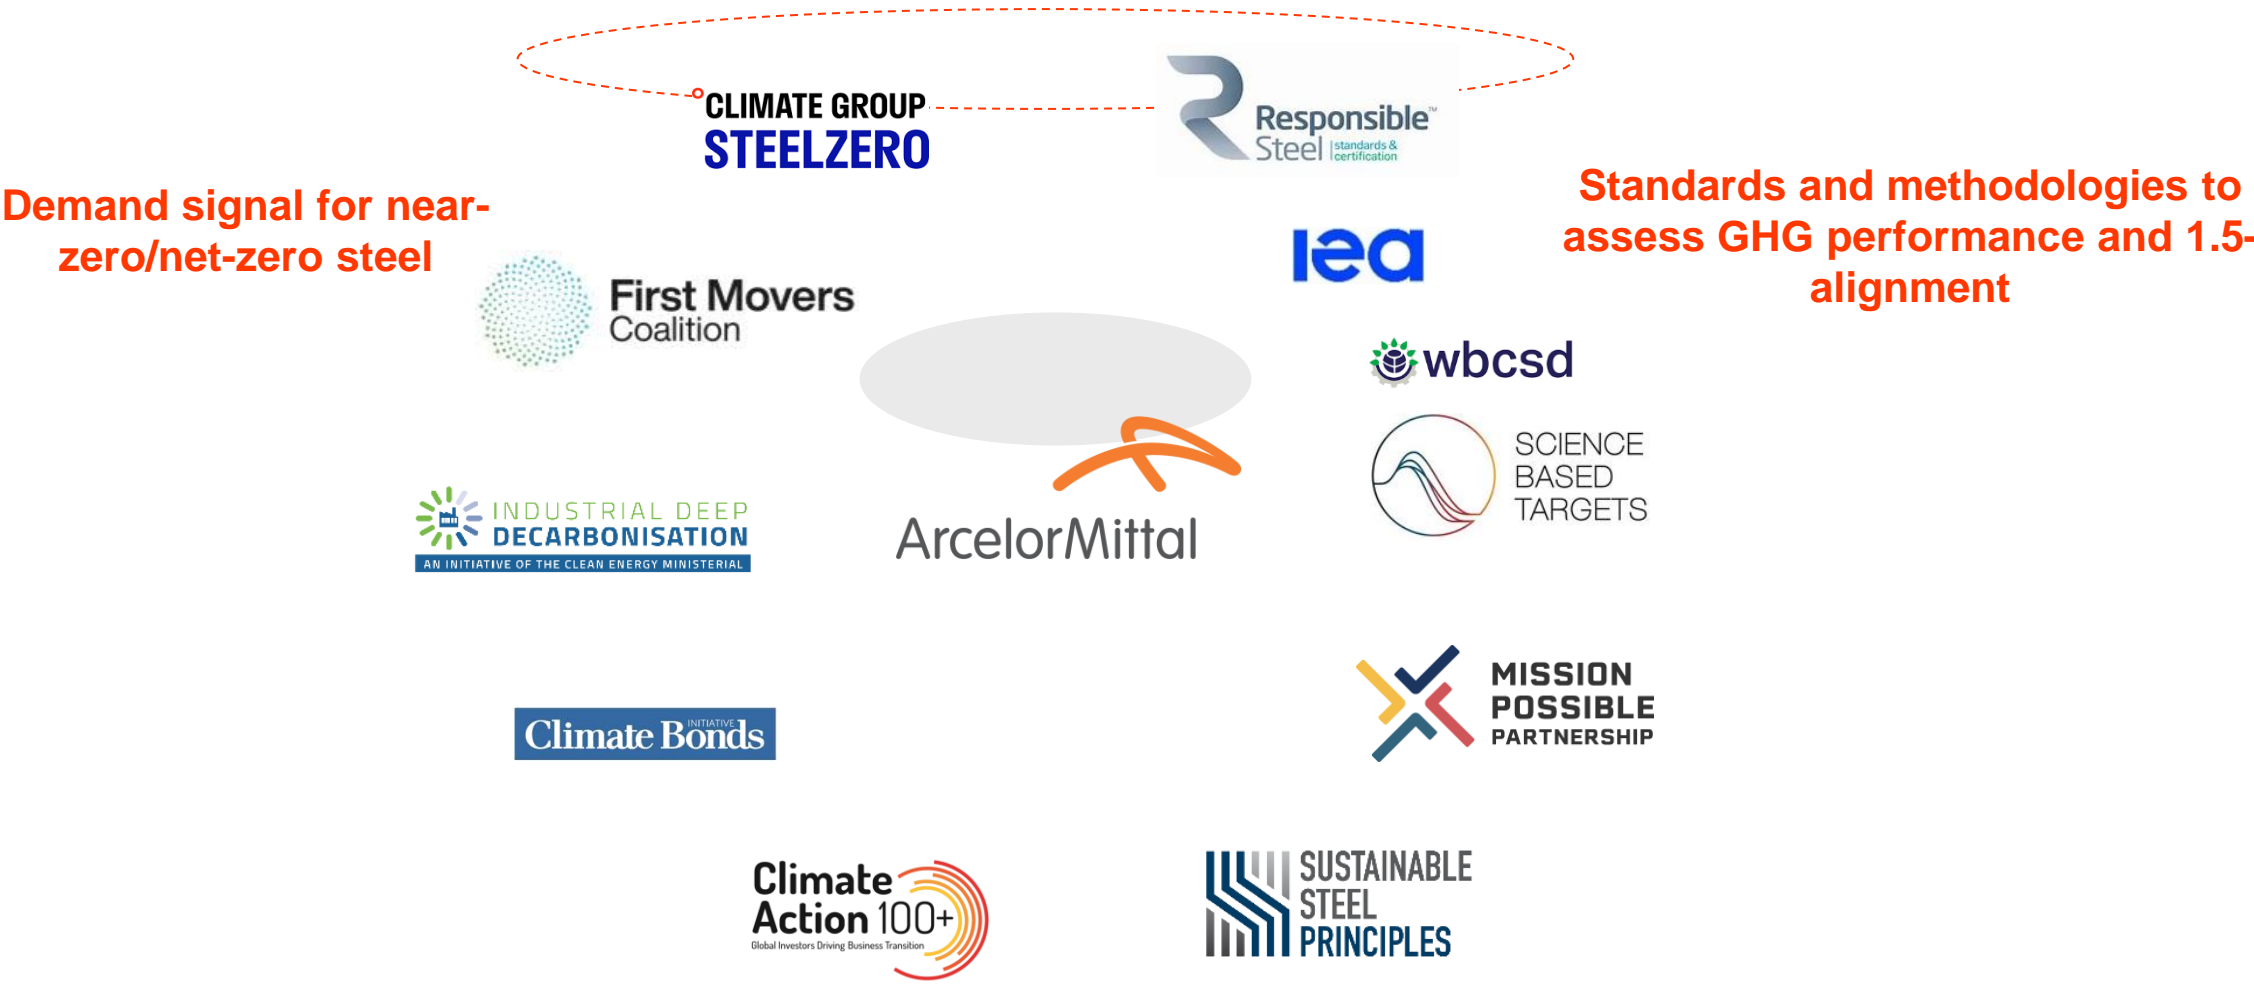 CLIMATE GROUP
STEELZERO
Responsible™
Steel | standards &
certification
Demand signal for near-
zero/net-zero steel
Standards and methodologies to
assess GHG performance and 1.5-
alignment
First Movers
Coalition
iea
wbcsd
SCIENCE
BASED
TARGETS
INDUSTRIAL DEEP
DECARBONISATION
AN INITIATIVE OF THE CLEAN ENERGY MINISTERIAL
ArcelorMittal
MISSION
POSSIBLE
PARTNERSHIP
Climate Bonds
INITIATIVE
Climate
Action 100+
Global Investors Driving Business Transition
SUSTAINABLE
STEEL
PRINCIPLES